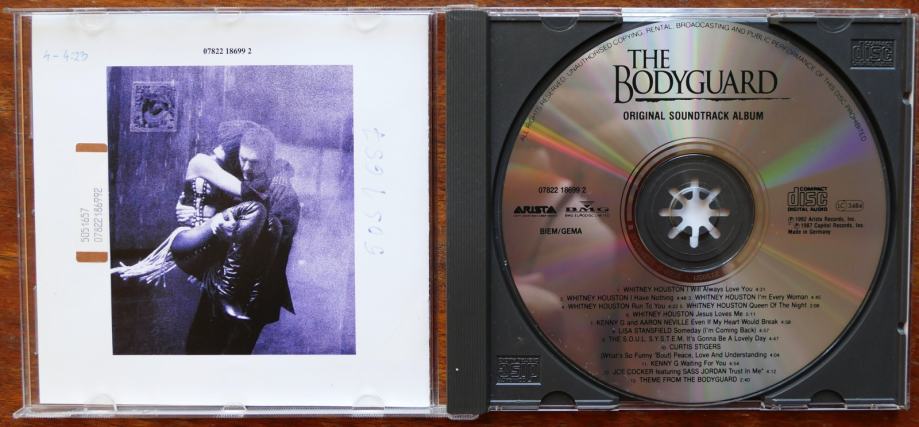 07822 18699 2
4-4:23
5051657
07822186992
5051657
ALL RIGHTS RESERVED. UNAUTHORISED COPYING, RENTAL, BROADCASTING AND PUBLIC PERFORMANCE OF THIS DISC PROHIBITED
THE
BODYGUARD
ORIGINAL SOUNDTRACK ALBUM
07822 18699 2
ARISTA BMG
BIEM/GEMA
COMPACT
disc
DIGITAL AUDIO
LC 3484
℗ 1992 Arista Records, Inc.
℗ 1987 Capitol Records, Inc.
Made in Germany
1. WHITNEY HOUSTON I Will Always Love You 4:31
2. WHITNEY HOUSTON I Have Nothing 4:48 3. WHITNEY HOUSTON I'm Every Woman 4:45
4. WHITNEY HOUSTON Run To You 4:22 5. WHITNEY HOUSTON Queen Of The Night 3:08
6. WHITNEY HOUSTON Jesus Loves Me 5:11
7. KENNY G and AARON NEVILLE Even If My Heart Would Break 4:58
8. LISA STANSFIELD Someday (I'm Coming Back) 4:57
9. THE S.O.U.L. S.Y.S.T.E.M. It's Gonna Be A Lovely Day 4:47
10. CURTIS STIGERS
(What's So Funny 'Bout) Peace, Love And Understanding 4:04
11. KENNY G Waiting For You 4:54
12. JOE COCKER featuring SASS JORDAN Trust In Me* 4:12
13. THEME FROM THE BODYGUARD 2:40
COMPACT
disc
disc